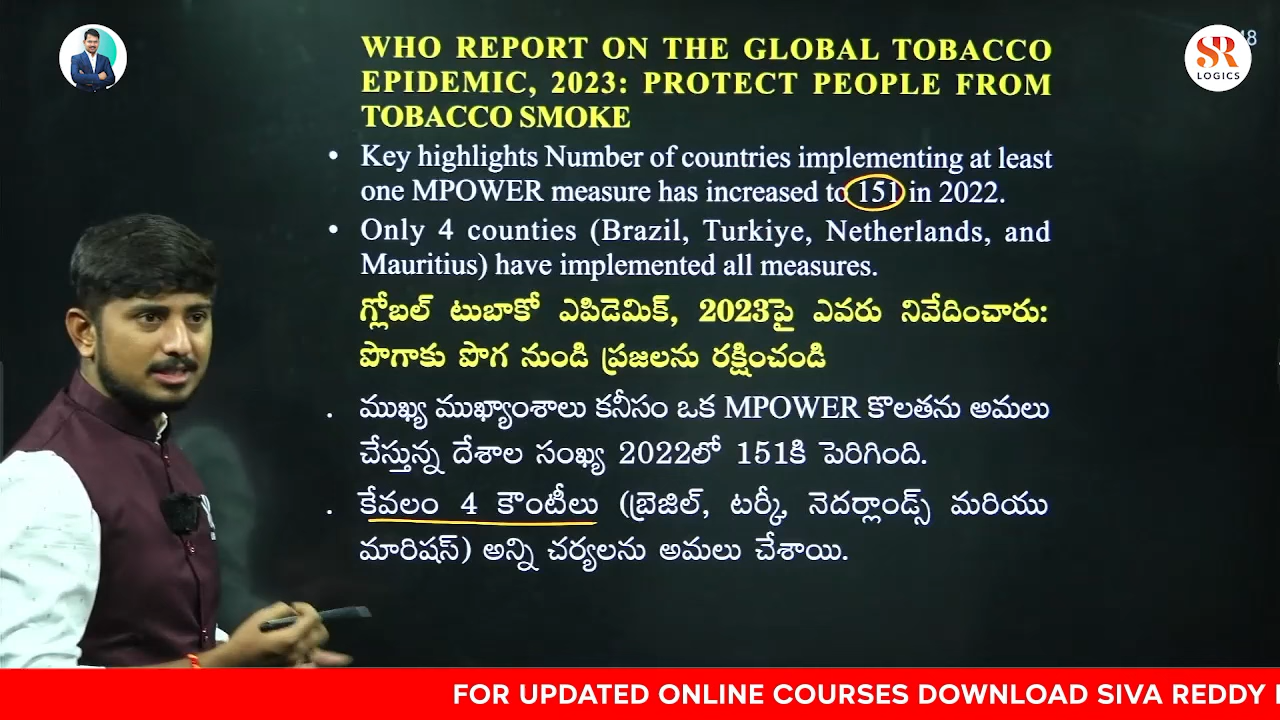 48
SR
LOGICS
WHO REPORT ON THE GLOBAL TOBACCO
EPIDEMIC, 2023: PROTECT PEOPLE FROM
TOBACCO SMOKE
• Key highlights Number of countries implementing at least
one MPOWER measure has increased to 151 in 2022.
• Only 4 counties (Brazil, Turkiye, Netherlands, and
Mauritius) have implemented all measures.
గ్లోబల్ టుబాకో ఎపిడెమిక్, 2023పై ఎవరు నివేదించారు:
పొగాకు పొగ నుండి ప్రజలను రక్షించండి
. ముఖ్య ముఖ్యాంశాలు కనీసం ఒక MPOWER కొలతను అమలు
చేస్తున్న దేశాల సంఖ్య 2022లో 151కి పెరిగింది.
. కేవలం 4 కౌంటీలు (బ్రెజిల్, టర్కీ, నెదర్లాండ్స్ మరియు
మారిషస్) అన్ని చర్యలను అమలు చేశాయి.
FOR UPDATED ONLINE COURSES DOWNLOAD SIVA REDDY